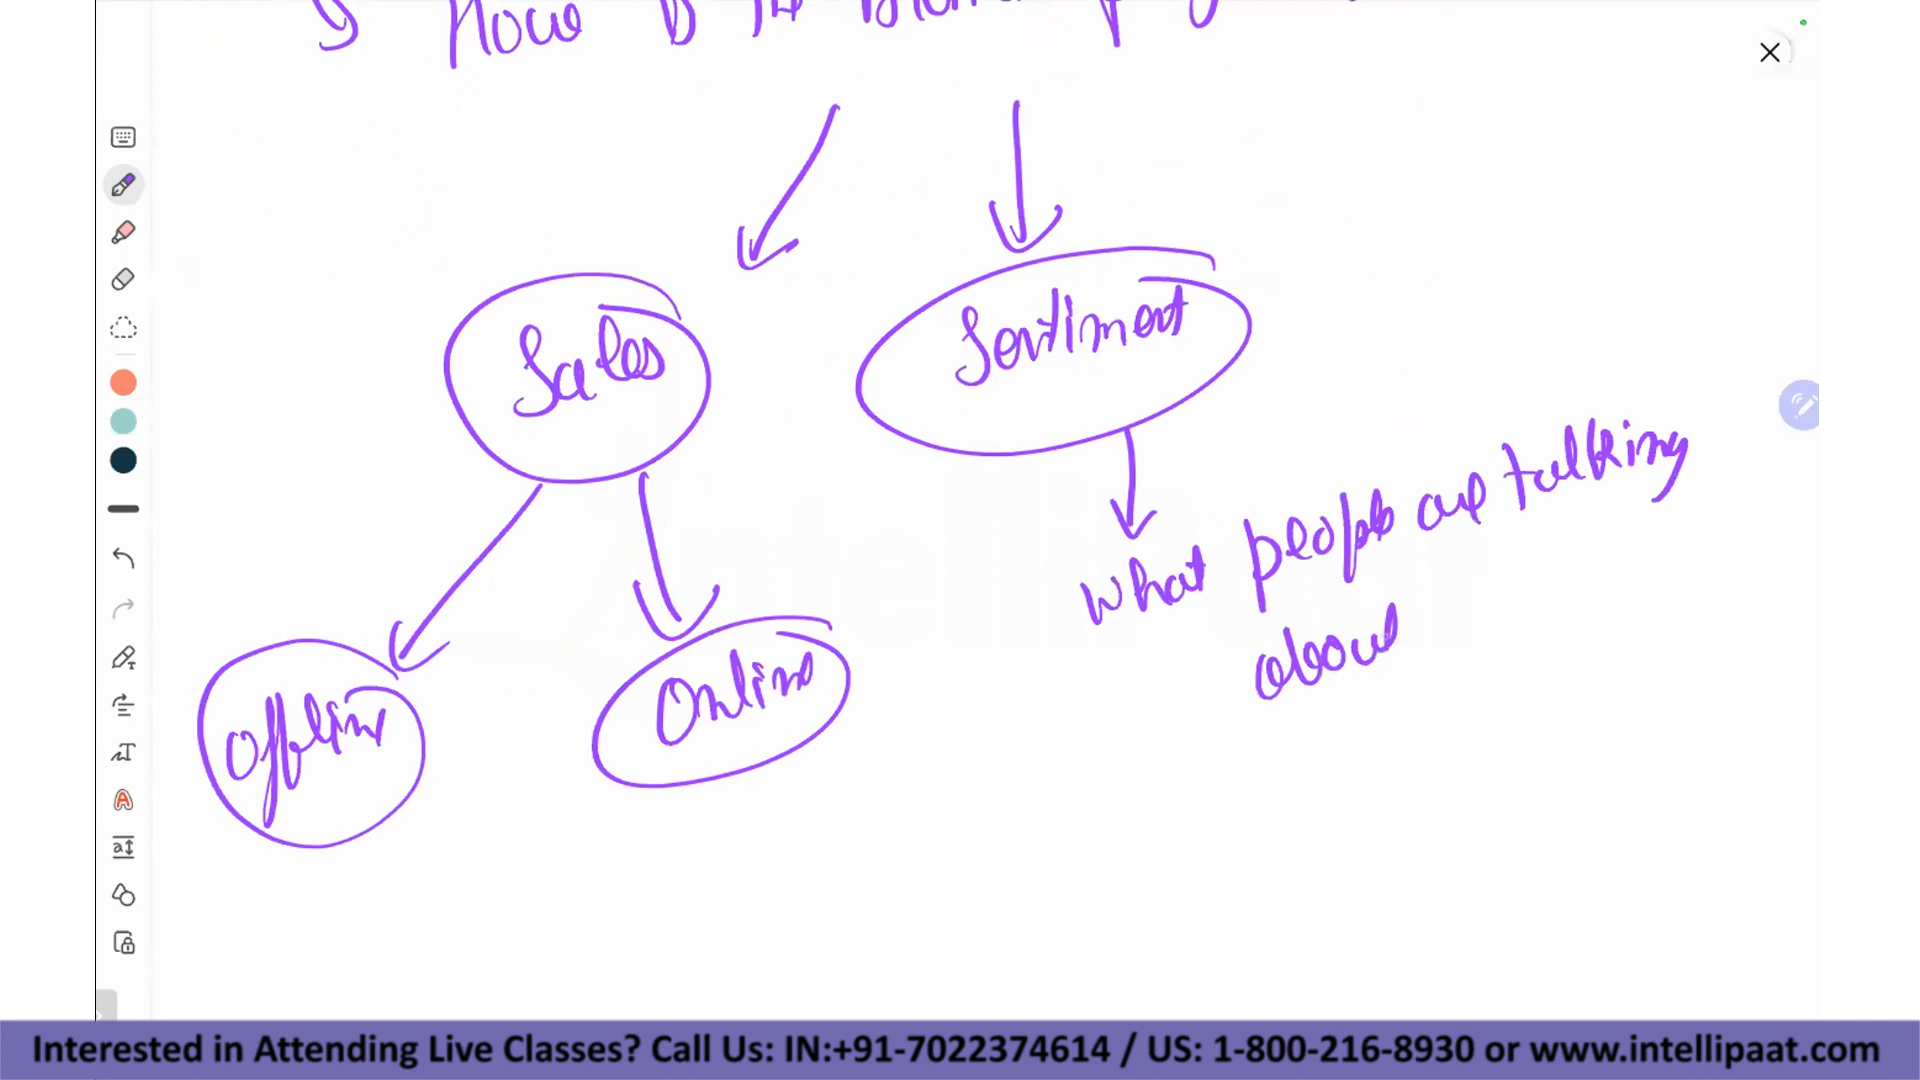 How
Sales
Sentiment
what people are talking
about
Offline
Online
Interested in Attending Live Classes? Call Us: IN:+91-7022374614 / US: 1-800-216-8930 or www.intellipaat.com